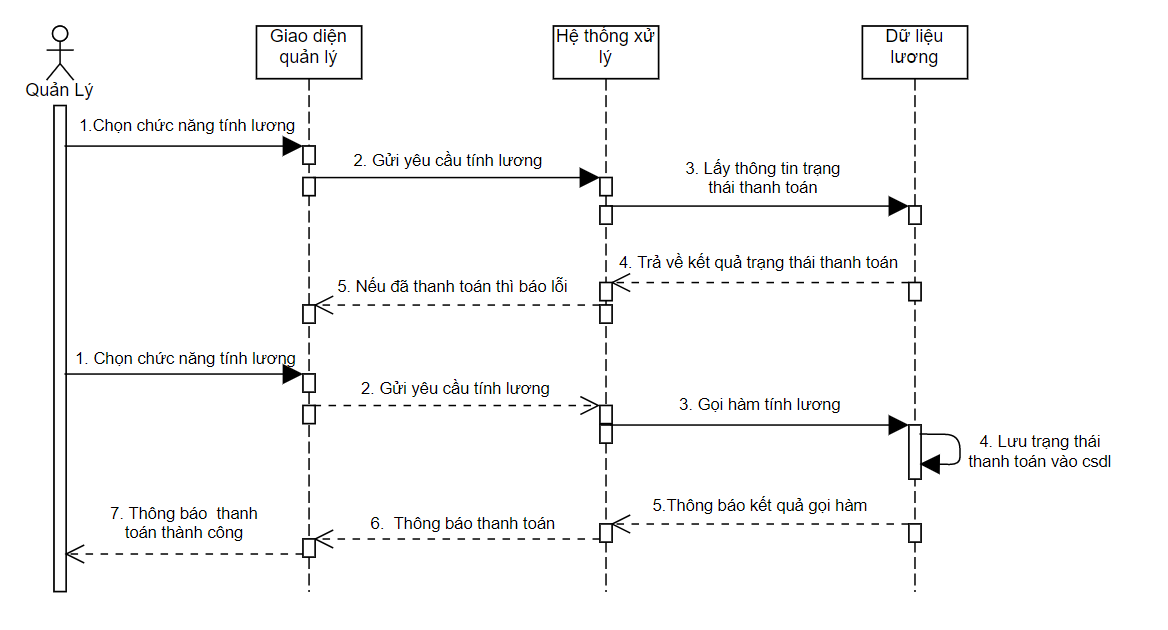 Giao diện
quản lý
Hệ thông xử
lý
Dữ liệu
lương
Quản Lý
1.Chọn chức năng tính lương
2. Gửi yêu cầu tính lương
3. Lấy thông tin trạng
thái thanh toán
4. Trả về kết quả trạng thái thanh toán
5. Nếu đã thanh toán thì báo lỗi
1. Chọn chức năng tính lương
2. Gửi yêu cầu tính lương
3. Gọi hàm tính lương
4. Lưu trạng thái
thanh toán vào csdl
5.Thông báo kết quả gọi hàm
6. Thông báo thanh toán
7. Thông báo thanh
toán thành công